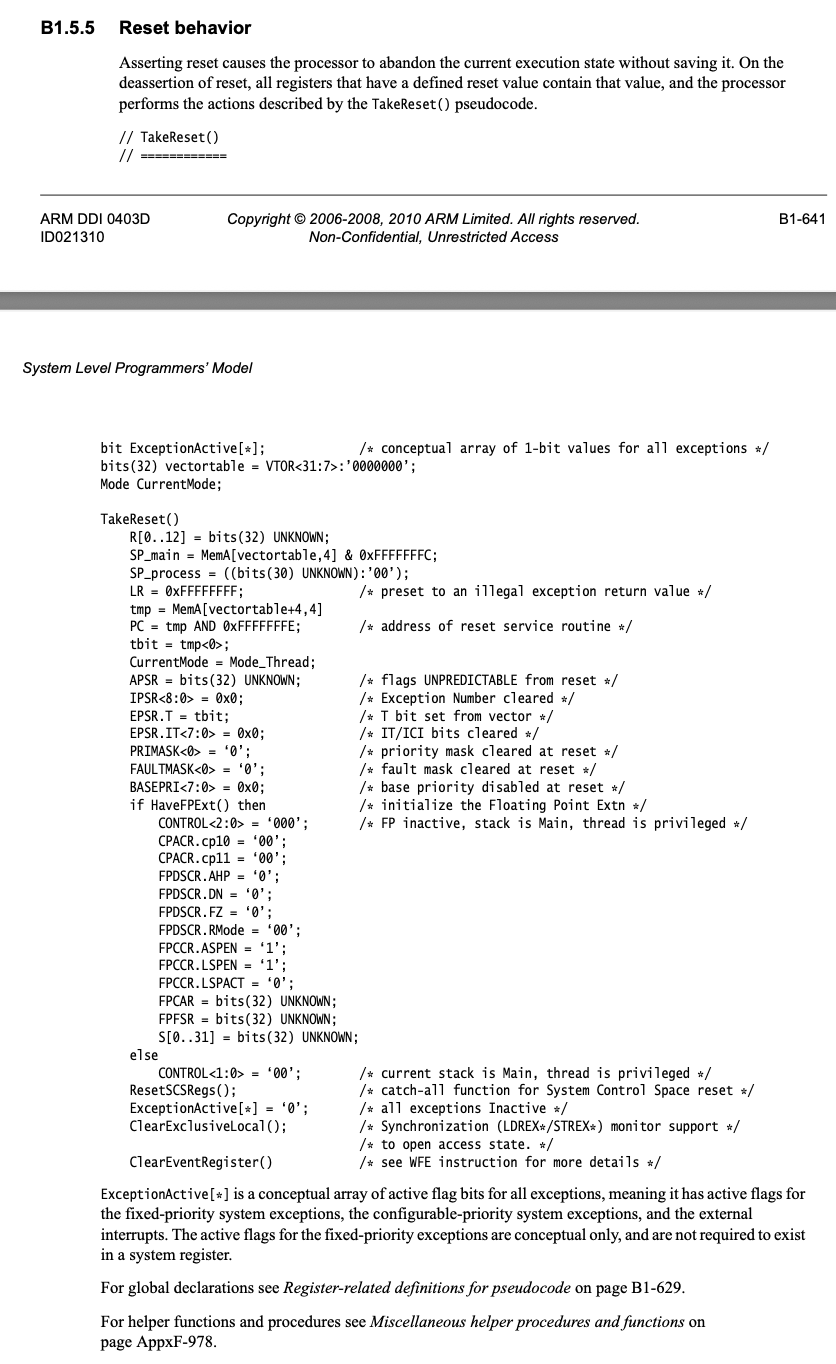 B1.5.5 Reset behavior
Asserting reset causes the processor to abandon the current execution state without saving it. On the
deassertion of reset, all registers that have a defined reset value contain that value, and the processor
performs the actions described by the TakeReset() pseudocode.
// TakeReset()
// ============
ARM DDI 0403D Copyright © 2006-2008, 2010 ARM Limited. All rights reserved. B1-641
ID021310 Non-Confidential, Unrestricted Access
System Level Programmers’ Model
bit ExceptionActive[*]; /* conceptual array of 1-bit values for all exceptions */
bits(32) vectortable = VTOR<31:7>:’0000000’;
Mode CurrentMode;
TakeReset()
R[0..12] = bits(32) UNKNOWN;
SP_main = MemA[vectortable,4] & 0xFFFFFFFC;
SP_process = ((bits(30) UNKNOWN):’00’);
LR = 0xFFFFFFFF; /* preset to an illegal exception return value */
tmp = MemA[vectortable+4,4]
PC = tmp AND 0xFFFFFFFE; /* address of reset service routine */
tbit = tmp<0>;
CurrentMode = Mode_Thread;
APSR = bits(32) UNKNOWN; /* flags UNPREDICTABLE from reset */
IPSR<8:0> = 0x0; /* Exception Number cleared */
EPSR.T = tbit; /* T bit set from vector */
EPSR.IT<7:0> = 0x0; /* IT/ICI bits cleared */
PRIMASK<0> = ‘0’; /* priority mask cleared at reset */
FAULTMASK<0> = ‘0’; /* fault mask cleared at reset */
BASEPRI<7:0> = 0x0; /* base priority disabled at reset */
if HaveFPExt() then /* initialize the Floating Point Extn */
CONTROL<2:0> = ‘000’; /* FP inactive, stack is Main, thread is privileged */
CPACR.cp10 = ‘00’;
CPACR.cp11 = ‘00’;
FPDSCR.AHP = ‘0’;
FPDSCR.DN = ‘0’;
FPDSCR.FZ = ‘0’;
FPDSCR.RMode = ‘00’;
FPCCR.ASPEN = ‘1’;
FPCCR.LSPEN = ‘1’;
FPCCR.LSPACT = ‘0’;
FPCAR = bits(32) UNKNOWN;
FPFSR = bits(32) UNKNOWN;
S[0..31] = bits(32) UNKNOWN;
else
CONTROL<1:0> = ‘00’; /* current stack is Main, thread is privileged */
ResetSCSRegs(); /* catch-all function for System Control Space reset */
ExceptionActive[*] = ‘0’; /* all exceptions Inactive */
ClearExclusiveLocal(); /* Synchronization (LDREX*/STREX*) monitor support */
/* to open access state. */
ClearEventRegister() /* see WFE instruction for more details */
ExceptionActive[*] is a conceptual array of active flag bits for all exceptions, meaning it has active flags for
the fixed-priority system exceptions, the configurable-priority system exceptions, and the external
interrupts. The active flags for the fixed-priority exceptions are conceptual only, and are not required to exist
in a system register.
For global declarations see Register-related definitions for pseudocode on page B1-629.
For helper functions and procedures see Miscellaneous helper procedures and functions on
page AppxF-978.